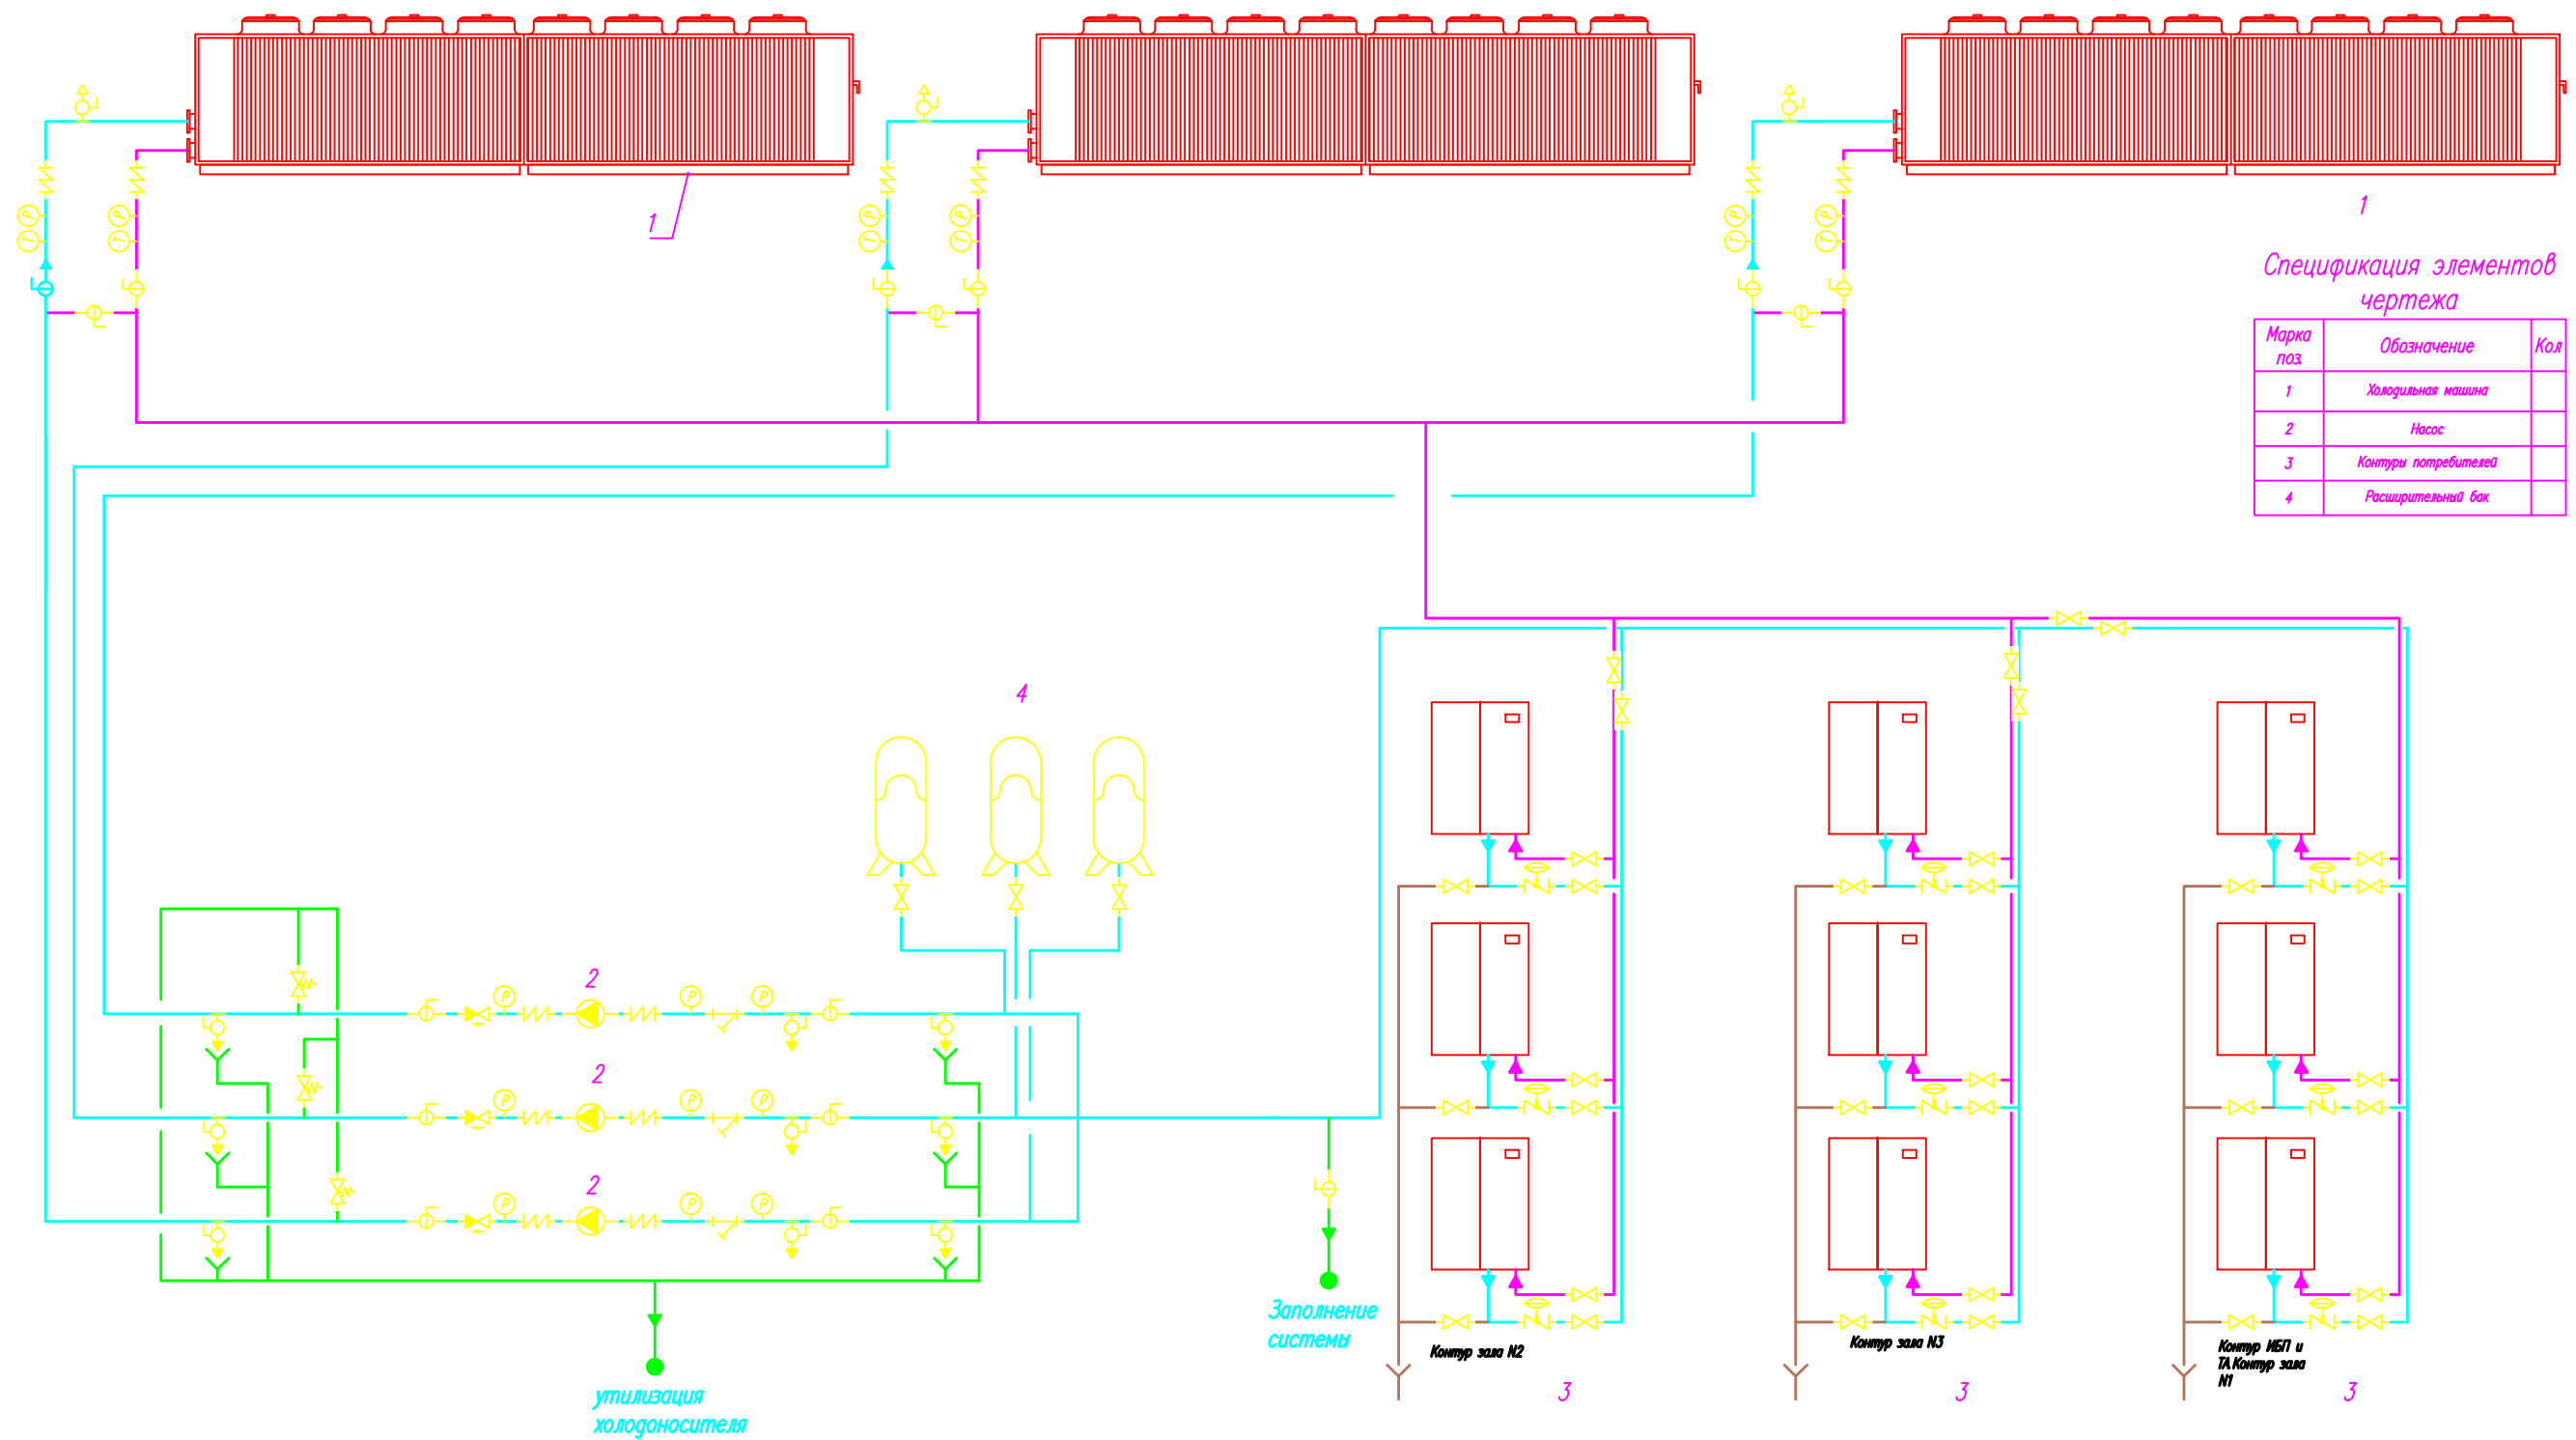 P
T
P
T
1
P
T
P
T
P
T
P
T
1
Спецификация элементов
чертежа
Марка
поз.
Обозначение
Кол
1
Холодильная машина
2
Насос
3
Контуры потребителей
4
Расширительный бак
4
2
P
P
P
2
P
P
P
2
P
P
P
Заполнение
системы
утилизация
холодоносителя
Контур зала N2
3
Контур зала N3
3
Контур ИБП и
ТА.Контур зала
N1
3